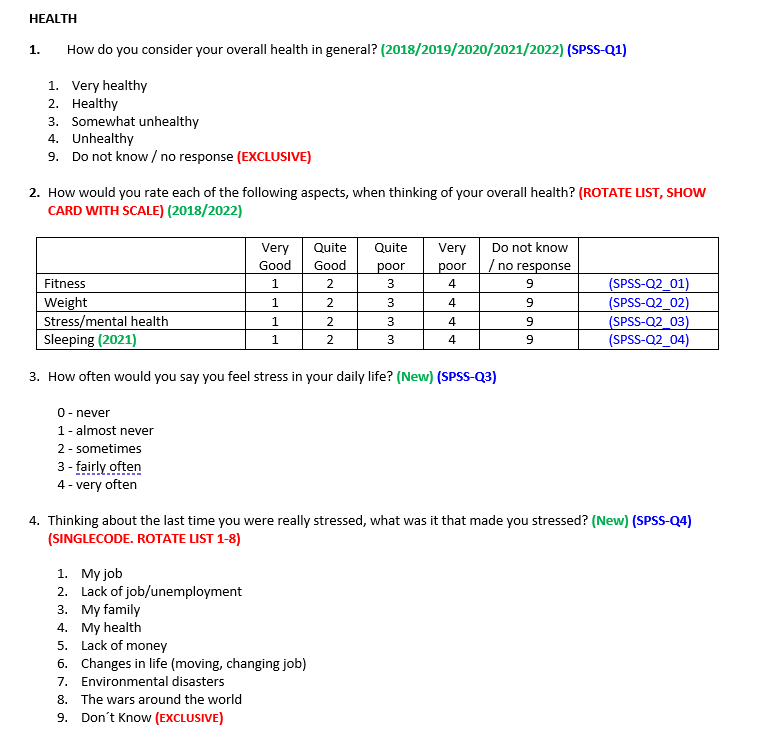 HEALTH
1. How do you consider your overall health in general? (2018/2019/2020/2021/2022) (SPSS-Q1)
1. Very healthy
2. Healthy
3. Somewhat unhealthy
4. Unhealthy
9. Do not know / no response (EXCLUSIVE)
2. How would you rate each of the following aspects, when thinking of your overall health? (ROTATE LIST, SHOW
CARD WITH SCALE) (2018/2022)
Very Quite Quite Very Do not know
Good Good poor poor / no response
Fitness 1 2 3 4 9 (SPSS-Q2_01)
Weight 1 2 3 4 9 (SPSS-Q2_02)
Stress/mental health 1 2 3 4 9 (SPSS-Q2_03)
Sleeping (2021) 1 2 3 4 9 (SPSS-Q2_04)
3. How often would you say you feel stress in your daily life? (New) (SPSS-Q3)
0 - never
1 - almost never
2 - sometimes
3 - fairly often
4 - very often
4. Thinking about the last time you were really stressed, what was it that made you stressed? (New) (SPSS-Q4)
(SINGLECODE. ROTATE LIST 1-8)
1. My job
2. Lack of job/unemployment
3. My family
4. My health
5. Lack of money
6. Changes in life (moving, changing job)
7. Environmental disasters
8. The wars around the world
9. Don´t Know (EXCLUSIVE)